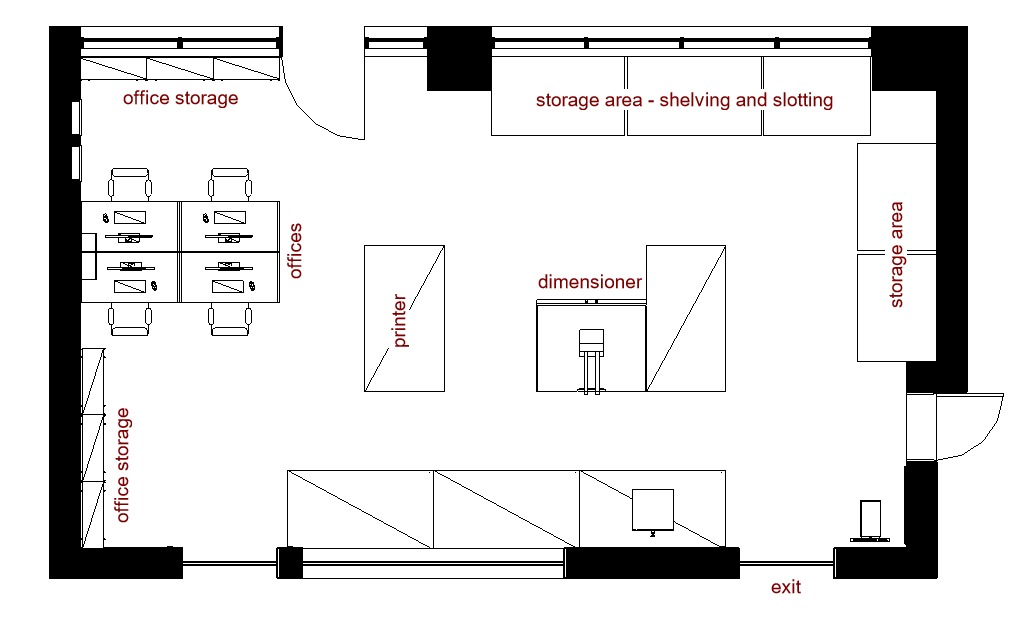 office storage
storage area - shelving and slotting
storage area
offices
dimensioner
printer
office storage
exit